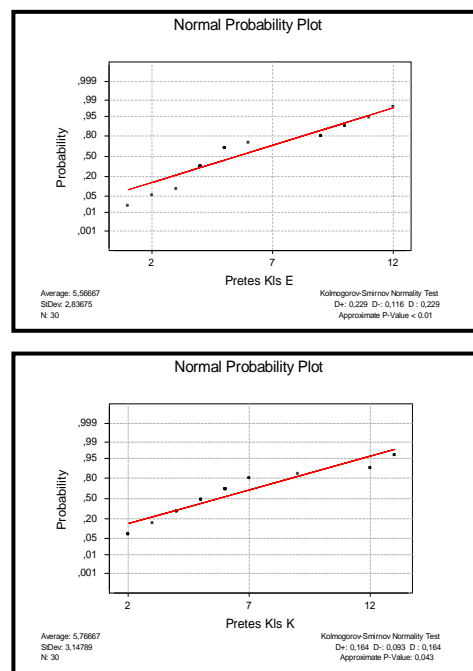 Normal Probability Plot
,999
,99
,95
,80
,50
,20
,05
,01
,001
Probability
2 7 12
Pretes Kls E
Average: 5,56667
StDev: 2,83675
N: 30
Kolmogorov-Smirnov Normality Test
D+: 0,229 D-: 0,116 D : 0,229
Approximate P-Value < 0.01
Normal Probability Plot
,999
,99
,95
,80
,50
,20
,05
,01
,001
Probability
2 7 12
Pretes Kls K
Average: 5,76667
StDev: 3,14789
N: 30
Kolmogorov-Smirnov Normality Test
D+: 0,164 D-: 0,093 D : 0,164
Approximate P-Value: 0,043